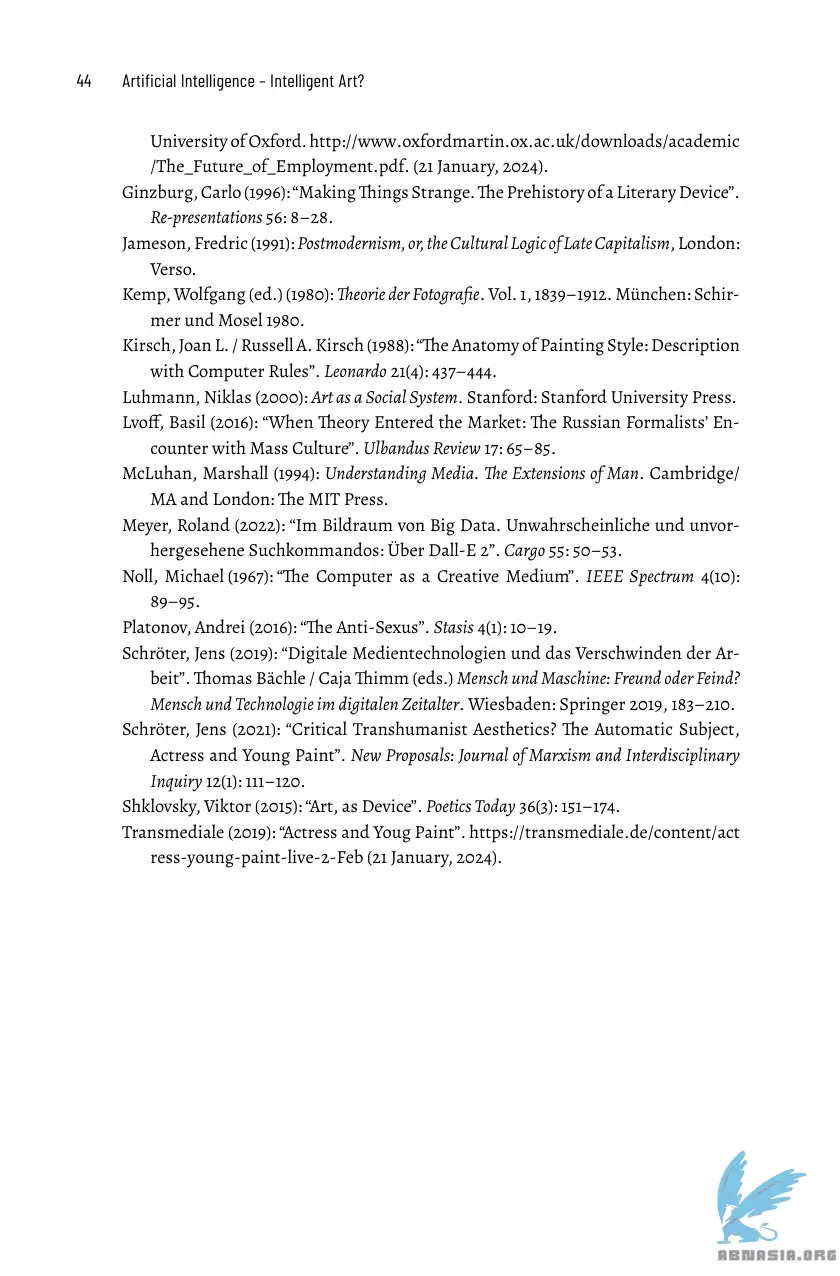 44 Artificial Intelligence – Intelligent Art?
University of Oxford. http://www.oxfordmartin.ox.ac.uk/downloads/academic
/The_Future_of_Employment.pdf. (21 January, 2024).
Ginzburg, Carlo (1996): “Making Things Strange. The Prehistory of a Literary Device”.
Re-presentations 56: 8–28.
Jameson, Fredric (1991): Postmodernism, or, the Cultural Logic of Late Capitalism, London:
Verso.
Kemp, Wolfgang (ed.) (1980): Theorie der Fotografie. Vol. 1, 1839–1912. München: Schir-
mer und Mosel 1980.
Kirsch, Joan L. / Russell A. Kirsch (1988): “The Anatomy of Painting Style: Description
with Computer Rules”. Leonardo 21(4): 437–444.
Luhmann, Niklas (2000): Art as a Social System. Stanford: Stanford University Press.
Lvoff, Basil (2016): “When Theory Entered the Market: The Russian Formalists’ En-
counter with Mass Culture”. Ulbandus Review 17: 65–85.
McLuhan, Marshall (1994): Understanding Media. The Extensions of Man. Cambridge/
MA and London: The MIT Press.
Meyer, Roland (2022): “Im Bildraum von Big Data. Unwahrscheinliche und unvor-
hergesehene Suchkommandos: Über Dall-E 2”. Cargo 55: 50–53.
Noll, Michael (1967): “The Computer as a Creative Medium”. IEEE Spectrum 4(10):
89–95.
Platonov, Andrei (2016): “The Anti-Sexus”. Stasis 4(1): 10–19.
Schröter, Jens (2019): “Digitale Medientechnologien und das Verschwinden der Ar-
beit”. Thomas Bächle / Caja Thimm (eds.) Mensch und Maschine: Freund oder Feind?
Mensch und Technologie im digitalen Zeitalter. Wiesbaden: Springer 2019, 183–210.
Schröter, Jens (2021): “Critical Transhumanist Aesthetics? The Automatic Subject,
Actress and Young Paint”. New Proposals: Journal of Marxism and Interdisciplinary
Inquiry 12(1): 111–120.
Shklovsky, Viktor (2015): “Art, as Device”. Poetics Today 36(3): 151–174.
Transmediale (2019): “Actress and Youg Paint”. https://transmediale.de/content/act
ress-young-paint-live-2-Feb (21 January, 2024).
ABNASIA.ORG